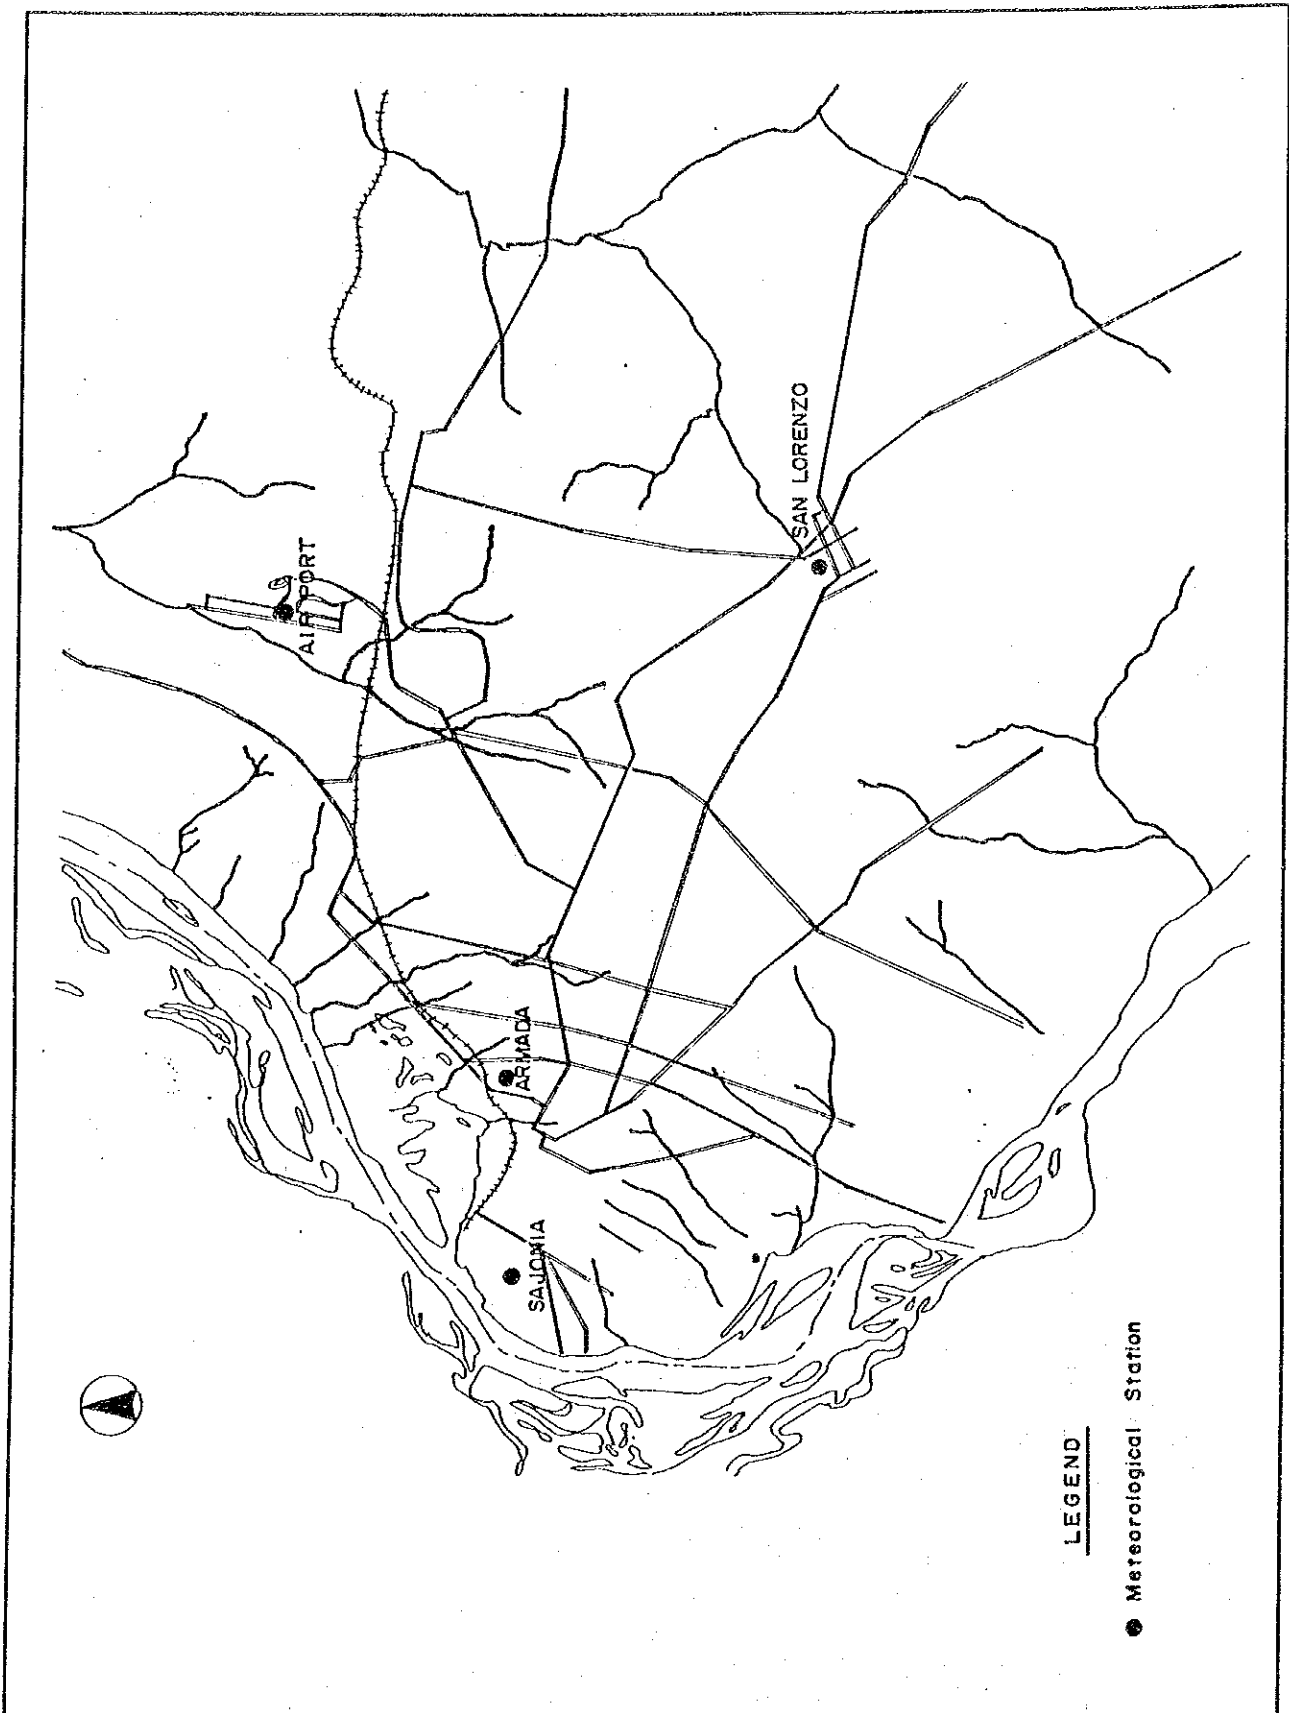 AIRPORT
SAN LORENZO
ARMADA
SAJONIA
LEGEND
Meteorological Station